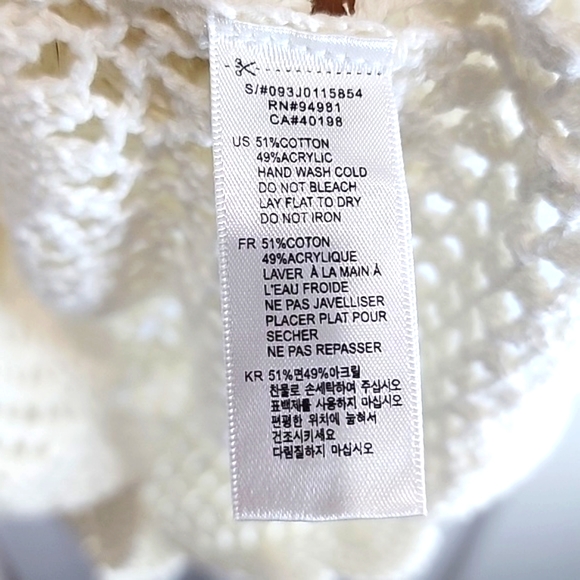 S/#093J0115854
RN#94981
CA#40198
US 51%COTTON
49%ACRYLIC
HAND WASH COLD
DO NOT BLEACH
LAY FLAT TO DRY
DO NOT IRON
FR 51%COTON
49%ACRYLIQUE
LAVER À LA MAIN À
L'EAU FROIDE
NE PAS JAVELLISER
PLACER PLAT POUR
SECHER
NE PAS REPASSER
KR 51%면49%아크릴
찬물로 손세탁하여 주십시오
표백제를 사용하지 마십시오
편평한 위치에 눕혀서
건조시키세요
다림질하지 마십시오